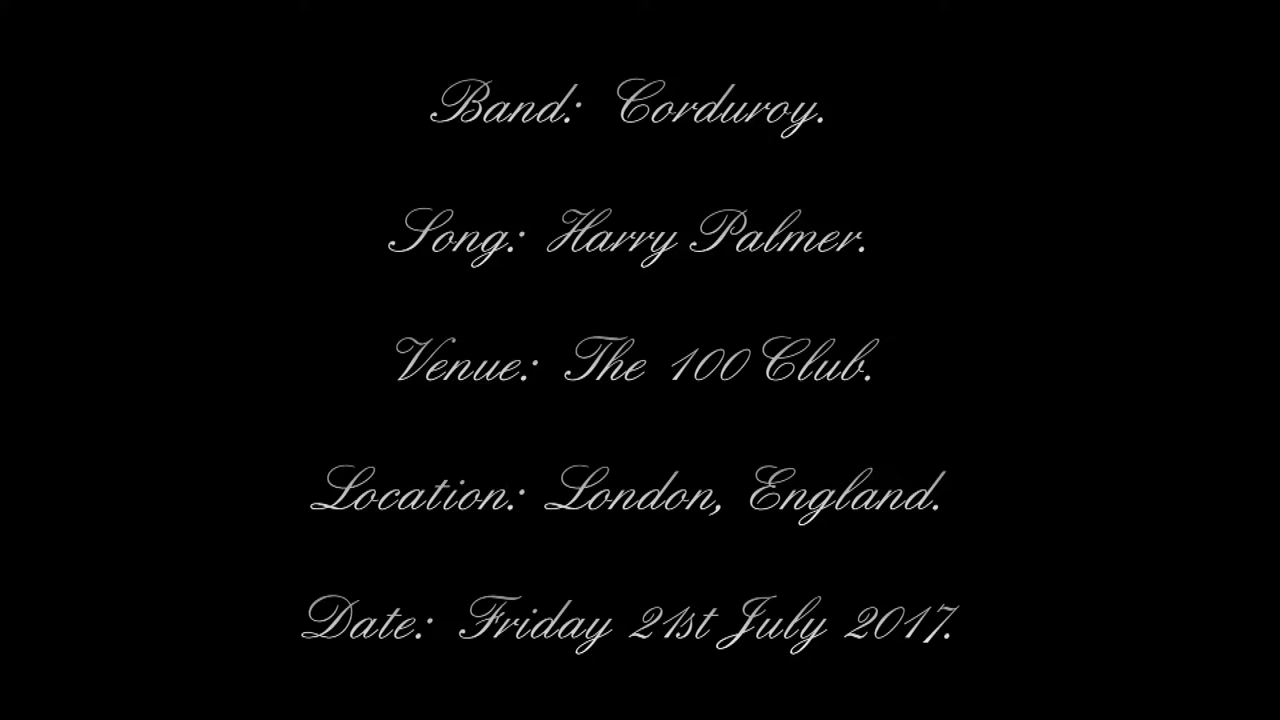 Band: Corduroy.
Song: Harry Palmer.
Venue: The 100 Club.
Location: London, England.
Date: Friday 21st July 2017.